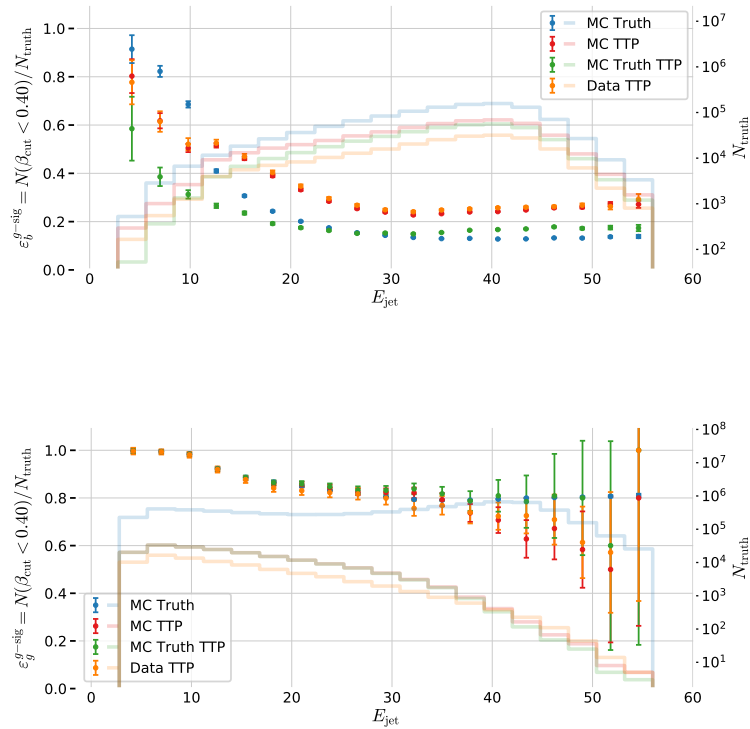 1.0
0.8
0.6
0.4
0.2
0.0
ε_b^{g−sig} = N(β_cut < 0.40)/N_truth
MC Truth
MC TTP
MC Truth TTP
Data TTP
10^7
10^6
10^5
10^4
10^3
10^2
N_truth
0 10 20 30 40 50 60
E_jet
1.0
0.8
0.6
0.4
0.2
0.0
ε_g^{g−sig} = N(β_cut < 0.40)/N_truth
MC Truth
MC TTP
MC Truth TTP
Data TTP
10^8
10^7
10^6
10^5
10^4
10^3
10^2
10^1
N_truth
0 10 20 30 40 50 60
E_jet